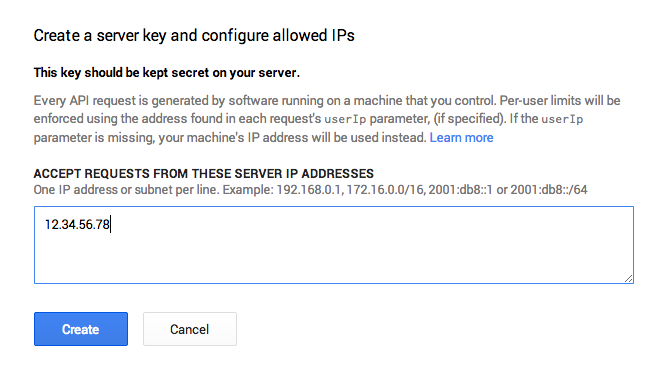 Create a server key and configure allowed IPs
This key should be kept secret on your server.
Every API request is generated by software running on a machine that you control. Per-user limits will be
enforced using the address found in each request's userIp parameter, (if specified). If the userIp
parameter is missing, your machine's IP address will be used instead. Learn more
ACCEPT REQUESTS FROM THESE SERVER IP ADDRESSES
One IP address or subnet per line. Example: 192.168.0.1, 172.16.0.0/16, 2001:db8::1 or 2001:db8::/64
12.34.56.78
Create
Cancel